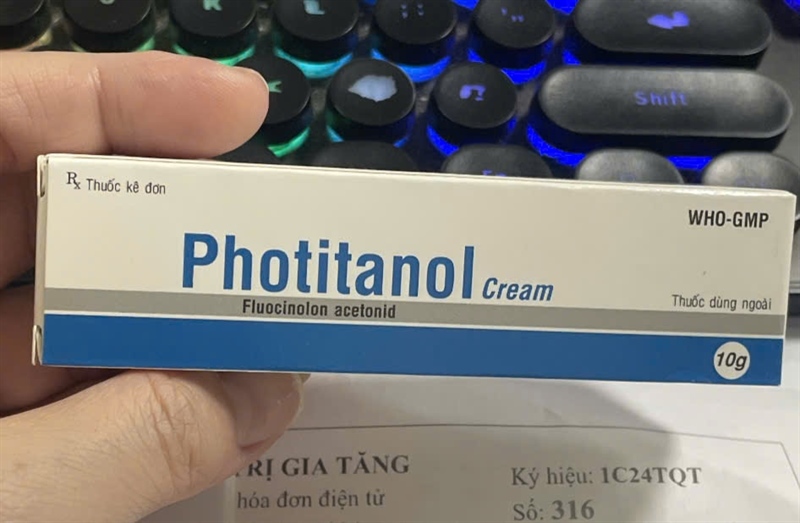 K
L
Shift
Rx Thuốc kê đơn
WHO-GMP
Photitanol Cream
Fluocinolon acetonid
Thuốc dùng ngoài
10g
RỊ GIA TĂNG
hóa đơn điện tử
Ký hiệu: 1C24TQT
Số: 316